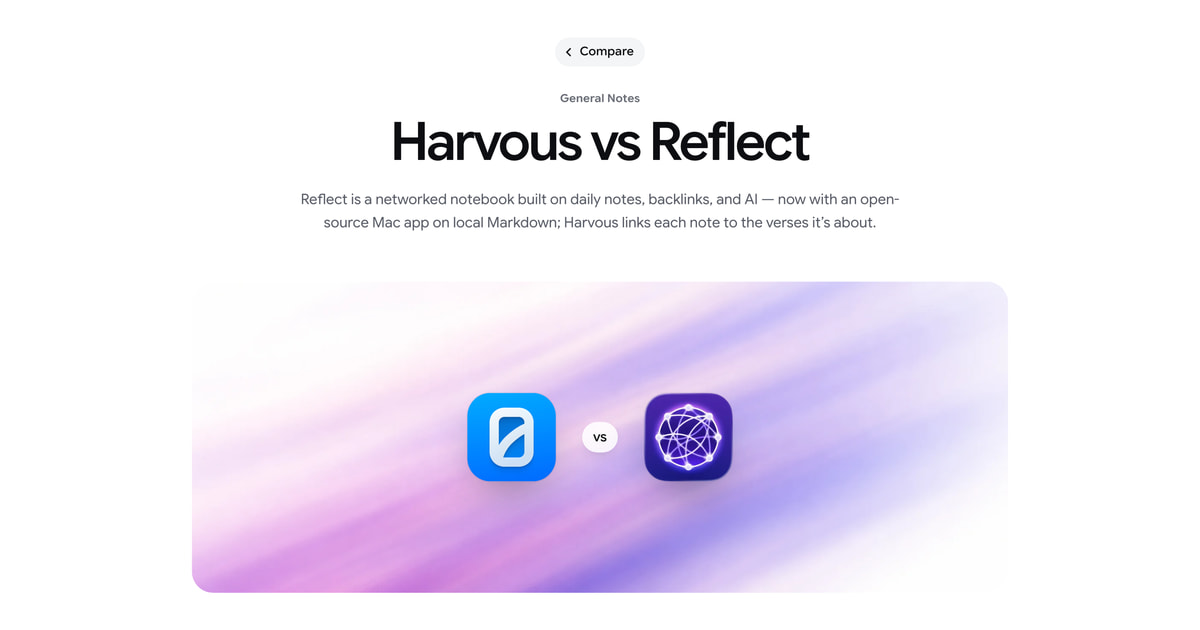 Compare
General Notes
Harvous vs Reflect
Reflect is a networked notebook built on daily notes, backlinks, and AI — now with an open-
source Mac app on local Markdown; Harvous links each note to the verses it’s about.
vs